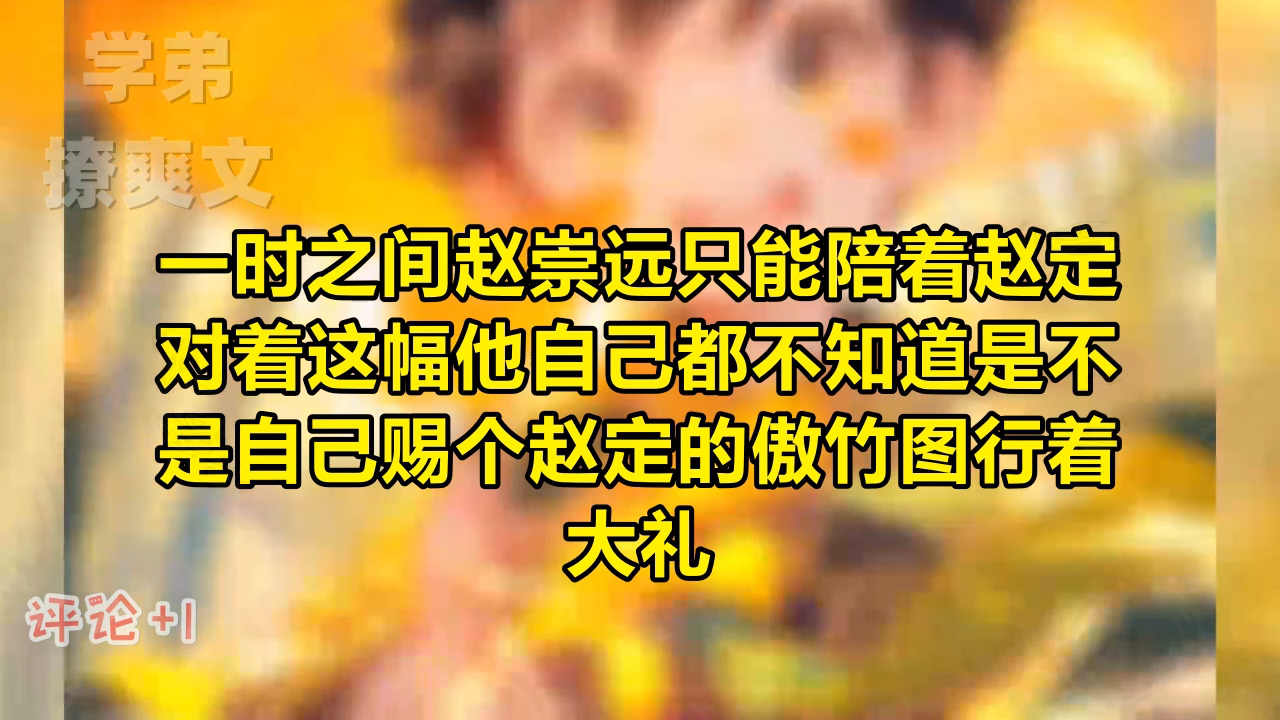 学弟
撩爽文
一时之间赵崇远只能陪着赵定
对着这幅他自己都不知道是不
是自己赐个赵定的傲竹图行着
大礼
评论+1